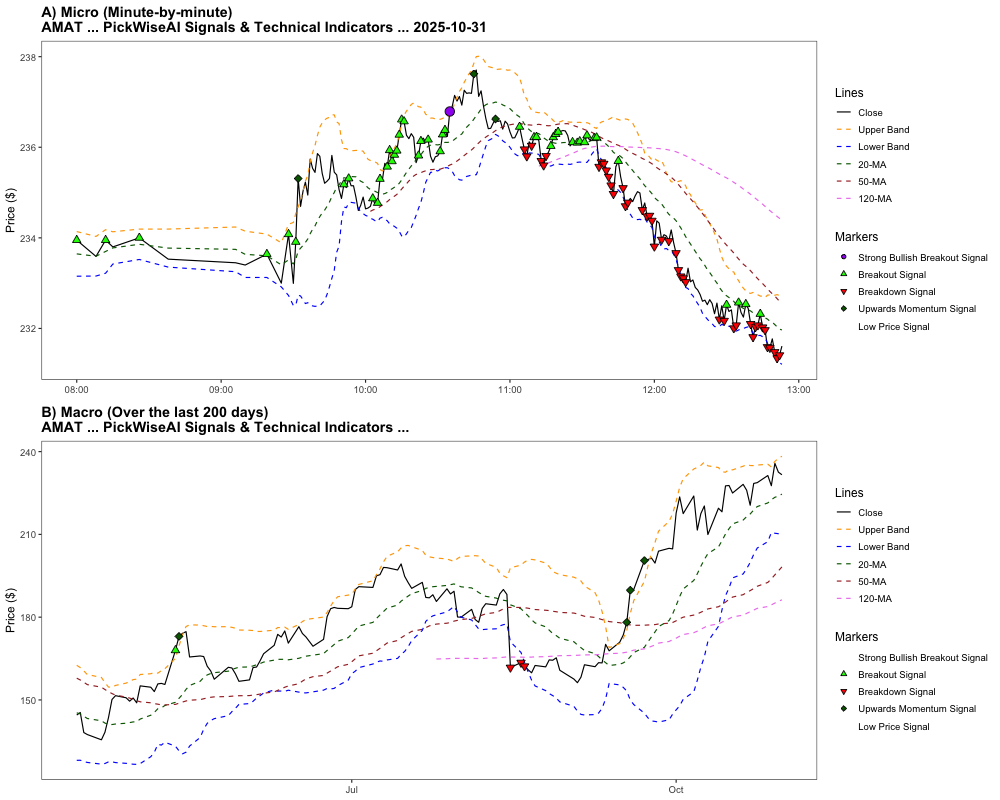 A) Micro (Minute-by-minute)
AMAT ... PickWiseAI Signals & Technical Indicators ... 2025-10-31
238
236
234
232
Price ($)
08:00 09:00 10:00 11:00 12:00 13:00
Lines
Close
Upper Band
Lower Band
20-MA
50-MA
120-MA
Markers
Strong Bullish Breakout Signal
Breakout Signal
Breakdown Signal
Upwards Momentum Signal
Low Price Signal
B) Macro (Over the last 200 days)
AMAT ... PickWiseAI Signals & Technical Indicators ...
240
210
180
150
Price ($)
Jul Oct
Lines
Close
Upper Band
Lower Band
20-MA
50-MA
120-MA
Markers
Strong Bullish Breakout Signal
Breakout Signal
Breakdown Signal
Upwards Momentum Signal
Low Price Signal